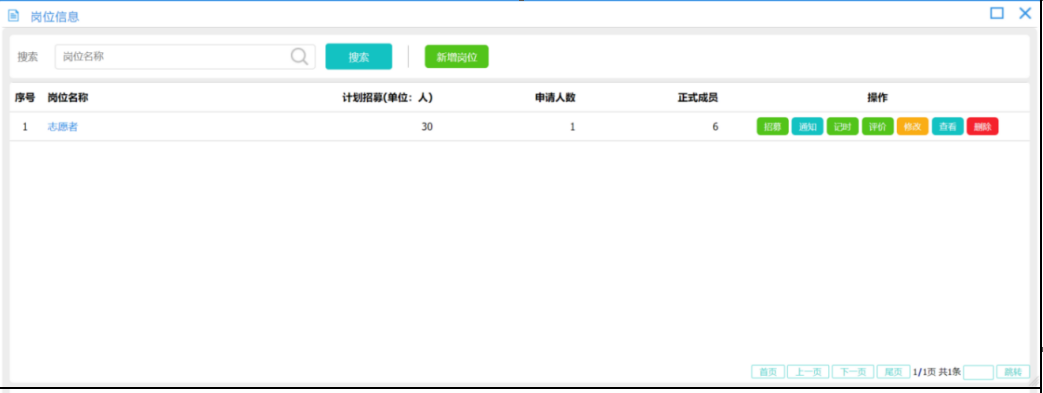 岗位信息
搜索 岗位名称 搜索 新增岗位
序号 岗位名称 计划招募(单位：人) 申请人数 正式成员 操作
1 志愿者 30 1 6 招募 通知 记时 评价 修改 查看 删除
首页 上一页 下一页 尾页 1/1页 共1条 跳转